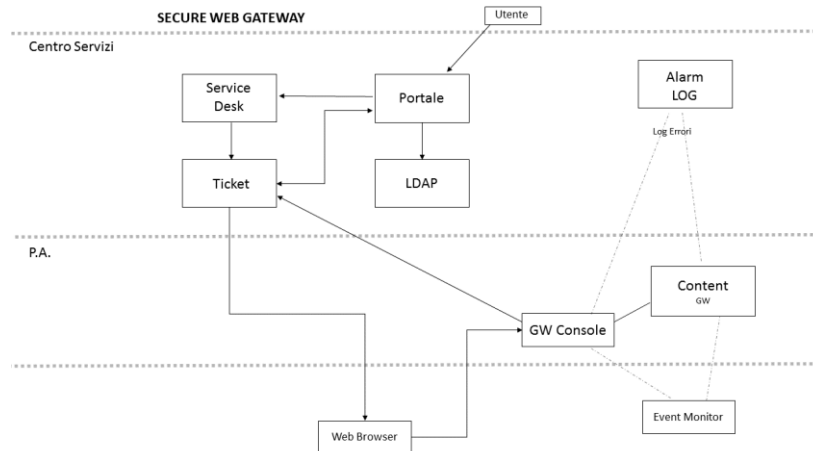 SECURE WEB GATEWAY
Utente
Centro Servizi
Service
Desk
Portale
Alarm
LOG
Log Errori
Ticket
LDAP
P.A.
Content
GW
GW Console
Event Monitor
Web Browser